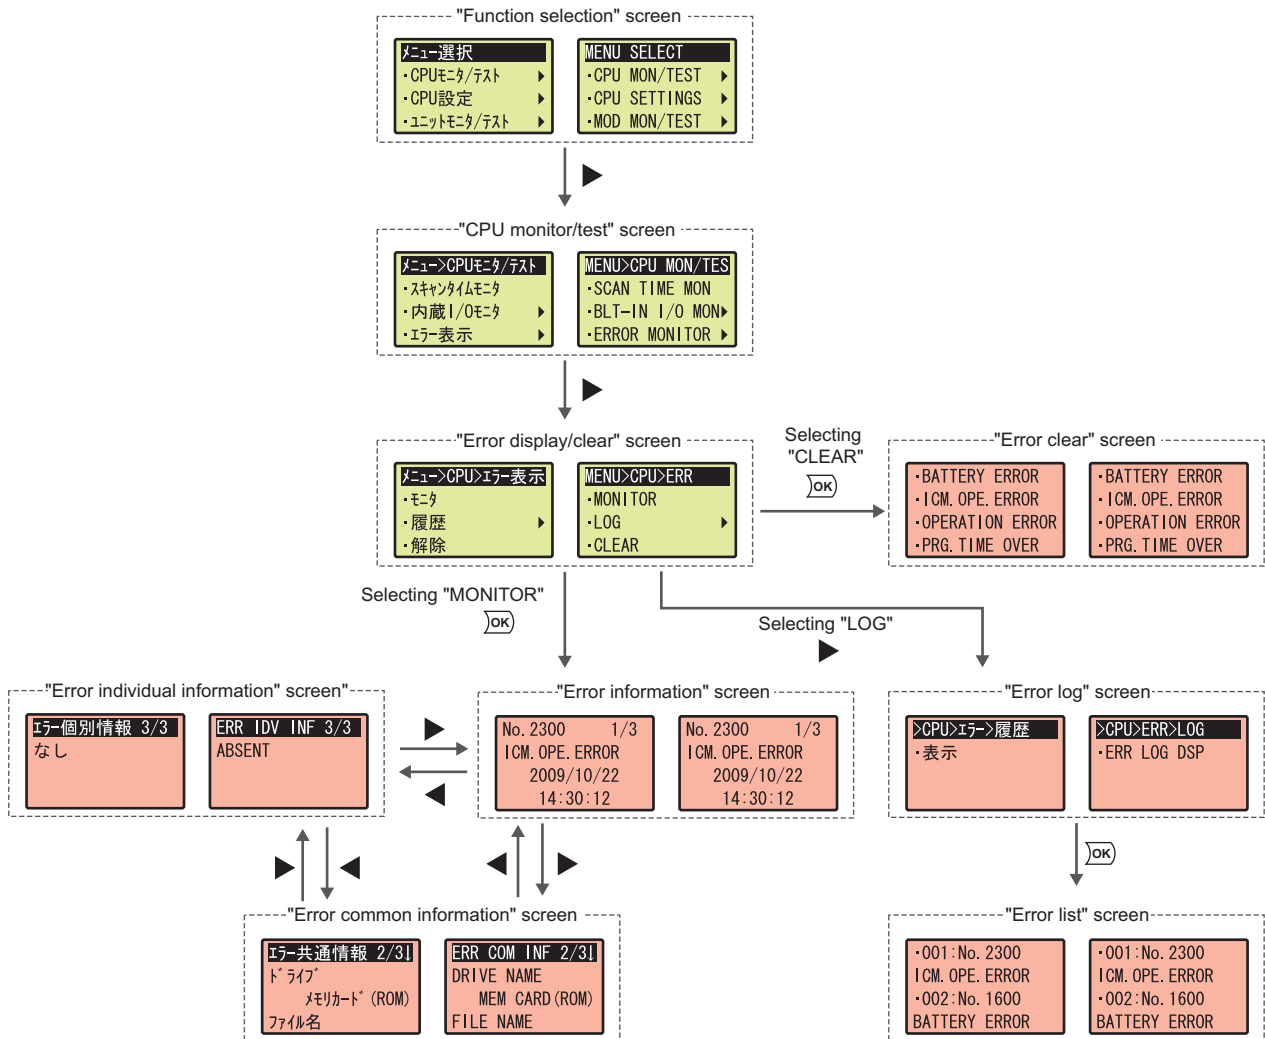 "Function selection" screen
メニュー選択
・CPUモニタ/テスト
・CPU設定
・ユニットモニタ/テスト
MENU SELECT
・CPU MON/TEST
・CPU SETTINGS
・MOD MON/TEST
"CPU monitor/test" screen
メニュー>CPUモニタ/テスト
・スキャンタイムモニタ
・内蔵I/Oモニタ
・エラー表示
MENU>CPU MON/TES
・SCAN TIME MON
・BLT-IN I/O MON
・ERROR MONITOR
"Error display/clear" screen
メニュー>CPU>エラー表示
・モニタ
・履歴
・解除
MENU>CPU>ERR
・MONITOR
・LOG
・CLEAR
Selecting
"CLEAR"
OK
"Error clear" screen
・BATTERY ERROR
・ICM. OPE. ERROR
・OPERATION ERROR
・PRG. TIME OVER
・BATTERY ERROR
・ICM. OPE. ERROR
・OPERATION ERROR
・PRG. TIME OVER
Selecting "MONITOR"
OK
Selecting "LOG"
"Error individual information" screen"
エラー個別情報 3/3
なし
ERR IDV INF 3/3
ABSENT
"Error information" screen
No. 2300 1/3
ICM. OPE. ERROR
2009/10/22
14:30:12
No. 2300 1/3
ICM. OPE. ERROR
2009/10/22
14:30:12
"Error log" screen
>CPU>エラー>履歴
・表示
>CPU>ERR>LOG
・ERR LOG DSP
OK
"Error common information" screen
エラー共通情報 2/3↓
ドライブ
メモリカード(ROM)
ファイル名
ERR COM INF 2/3↓
DRIVE NAME
MEM CARD(ROM)
FILE NAME
"Error list" screen
・001:No. 2300
ICM. OPE. ERROR
・002:No. 1600
BATTERY ERROR
・001:No. 2300
ICM. OPE. ERROR
・002:No. 1600
BATTERY ERROR